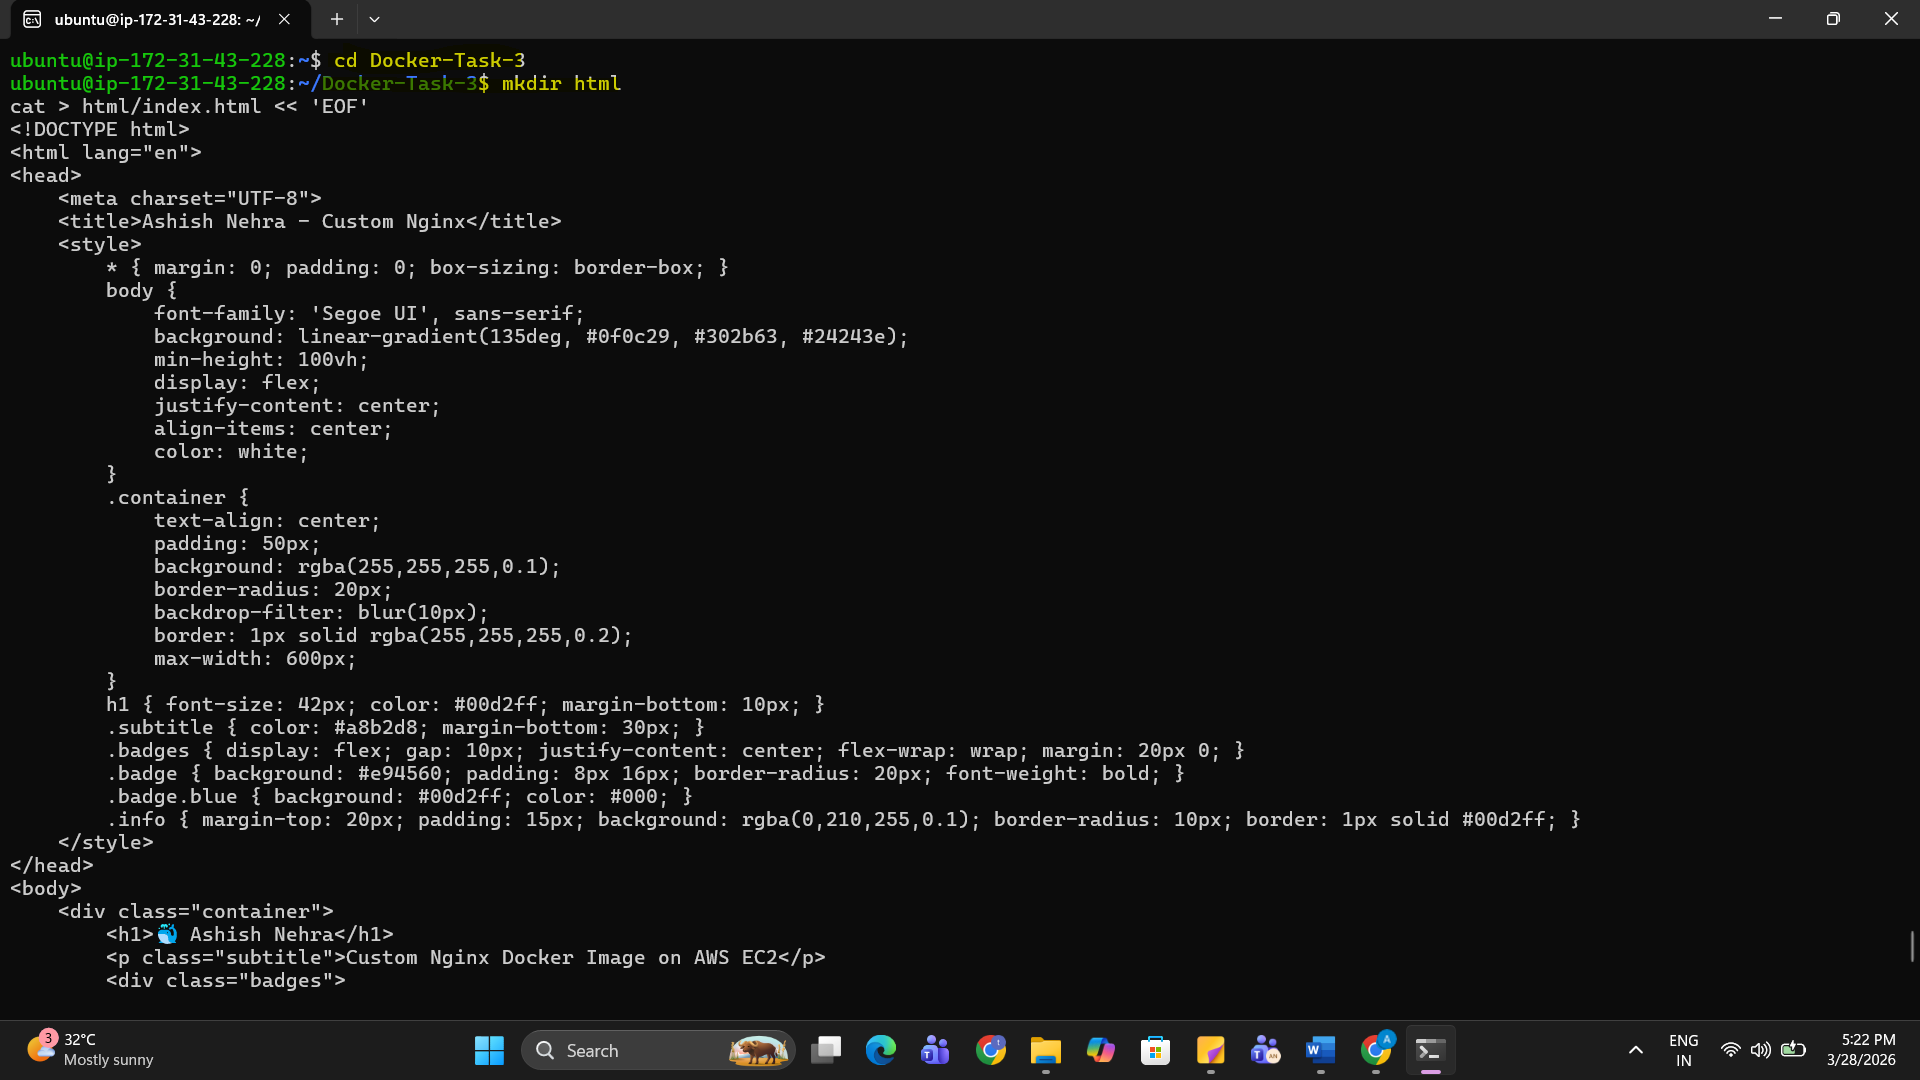 ubuntu@ip-172-31-43-228: ~/
ubuntu@ip-172-31-43-228:~$ cd Docker-Task-3
ubuntu@ip-172-31-43-228:~/Docker-Task-3$ mkdir html
cat > html/index.html << 'EOF'
<!DOCTYPE html>
<html lang="en">
<head>
    <meta charset="UTF-8">
    <title>Ashish Nehra - Custom Nginx</title>
    <style>
        * { margin: 0; padding: 0; box-sizing: border-box; }
        body {
            font-family: 'Segoe UI', sans-serif;
            background: linear-gradient(135deg, #0f0c29, #302b63, #24243e);
            min-height: 100vh;
            display: flex;
            justify-content: center;
            align-items: center;
            color: white;
        }
        .container {
            text-align: center;
            padding: 50px;
            background: rgba(255,255,255,0.1);
            border-radius: 20px;
            backdrop-filter: blur(10px);
            border: 1px solid rgba(255,255,255,0.2);
            max-width: 600px;
        }
        h1 { font-size: 42px; color: #00d2ff; margin-bottom: 10px; }
        .subtitle { color: #a8b2d8; margin-bottom: 30px; }
        .badges { display: flex; gap: 10px; justify-content: center; flex-wrap: wrap; margin: 20px 0; }
        .badge { background: #e94560; padding: 8px 16px; border-radius: 20px; font-weight: bold; }
        .badge.blue { background: #00d2ff; color: #000; }
        .info { margin-top: 20px; padding: 15px; background: rgba(0,210,255,0.1); border-radius: 10px; border: 1px solid #00d2ff; }
    </style>
</head>
<body>
    <div class="container">
        <h1>🐳 Ashish Nehra</h1>
        <p class="subtitle">Custom Nginx Docker Image on AWS EC2</p>
        <div class="badges">
3
32°C
Mostly sunny
Search
ENG
IN
5:22 PM
3/28/2026